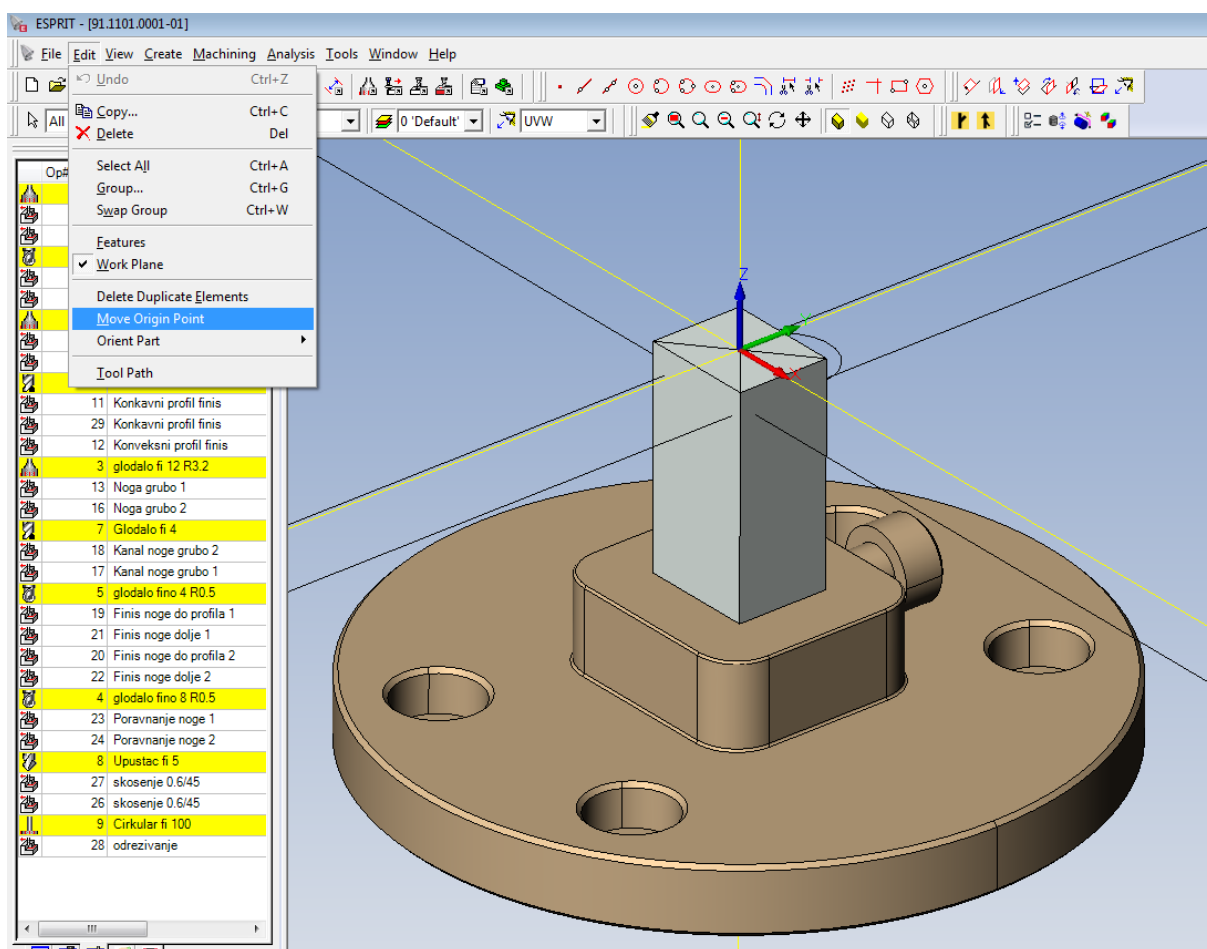 ESPRIT - [91.1101.0001-01]
File Edit View Create Machining Analysis Tools Window Help
Undo Ctrl+Z
Copy... Ctrl+C
Delete Del
Select All Ctrl+A
Group... Ctrl+G
Swap Group Ctrl+W
Features
Work Plane
Delete Duplicate Elements
Move Origin Point
Orient Part
Tool Path
All 0 'Default' UVW
Op#
11 Konkavni profil finis
29 Konkavni profil finis
12 Konveksni profil finis
3 glodalo fi 12 R3.2
13 Noga grubo 1
16 Noga grubo 2
7 Glodalo fi 4
18 Kanal noge grubo 2
17 Kanal noge grubo 1
5 glodalo fino 4 R0.5
19 Finis noge do profila 1
21 Finis noge dolje 1
20 Finis noge do profila 2
22 Finis noge dolje 2
4 glodalo fino 8 R0.5
23 Poravnanje noge 1
24 Poravnanje noge 2
8 Upustac fi 5
27 skosenje 0.6/45
26 skosenje 0.6/45
9 Cirkular fi 100
28 odrezivanje
Z
Y
X